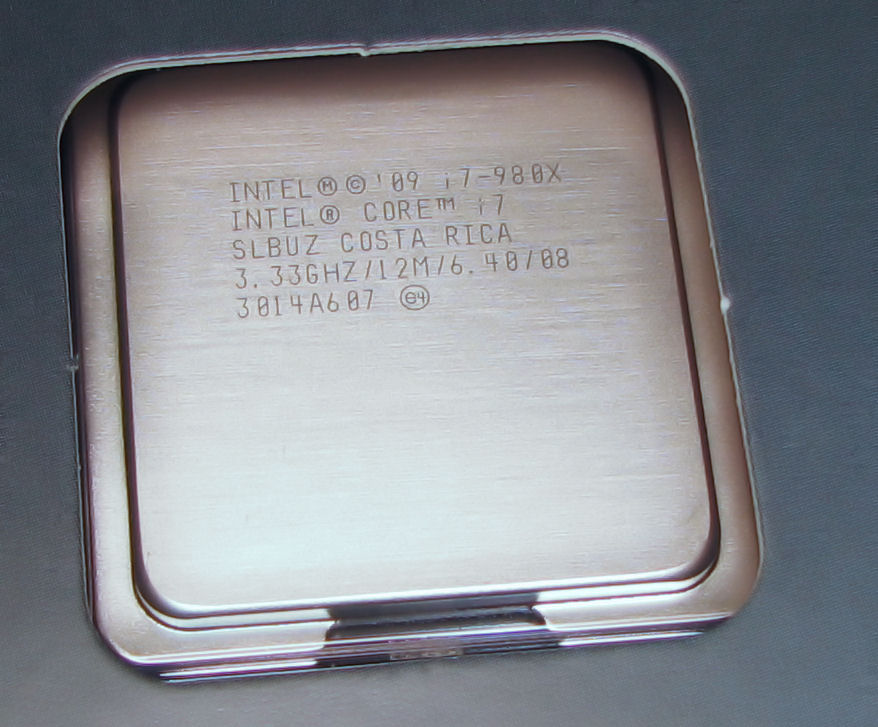 INTEL Ⓜ © '09 i7-980X
INTEL® CORE™ i7
SLBUZ COSTA RICA
3.33GHZ/12M/6.40/08
3014A607 e4